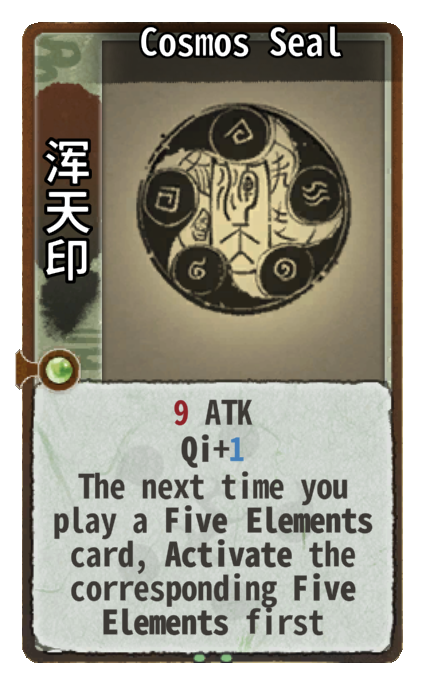 Cosmos Seal
浑天印
9 ATK
Qi+1
The next time you
play a Five Elements
card, Activate the
corresponding Five
Elements first